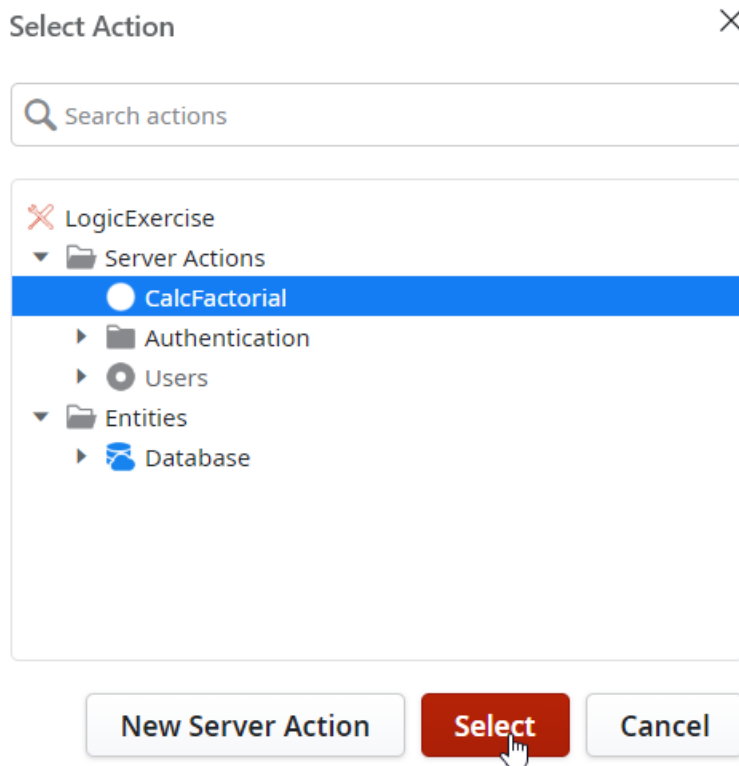 Select Action
Search actions
LogicExercise
Server Actions
CalcFactorial
Authentication
Users
Entities
Database
New Server Action Select Cancel